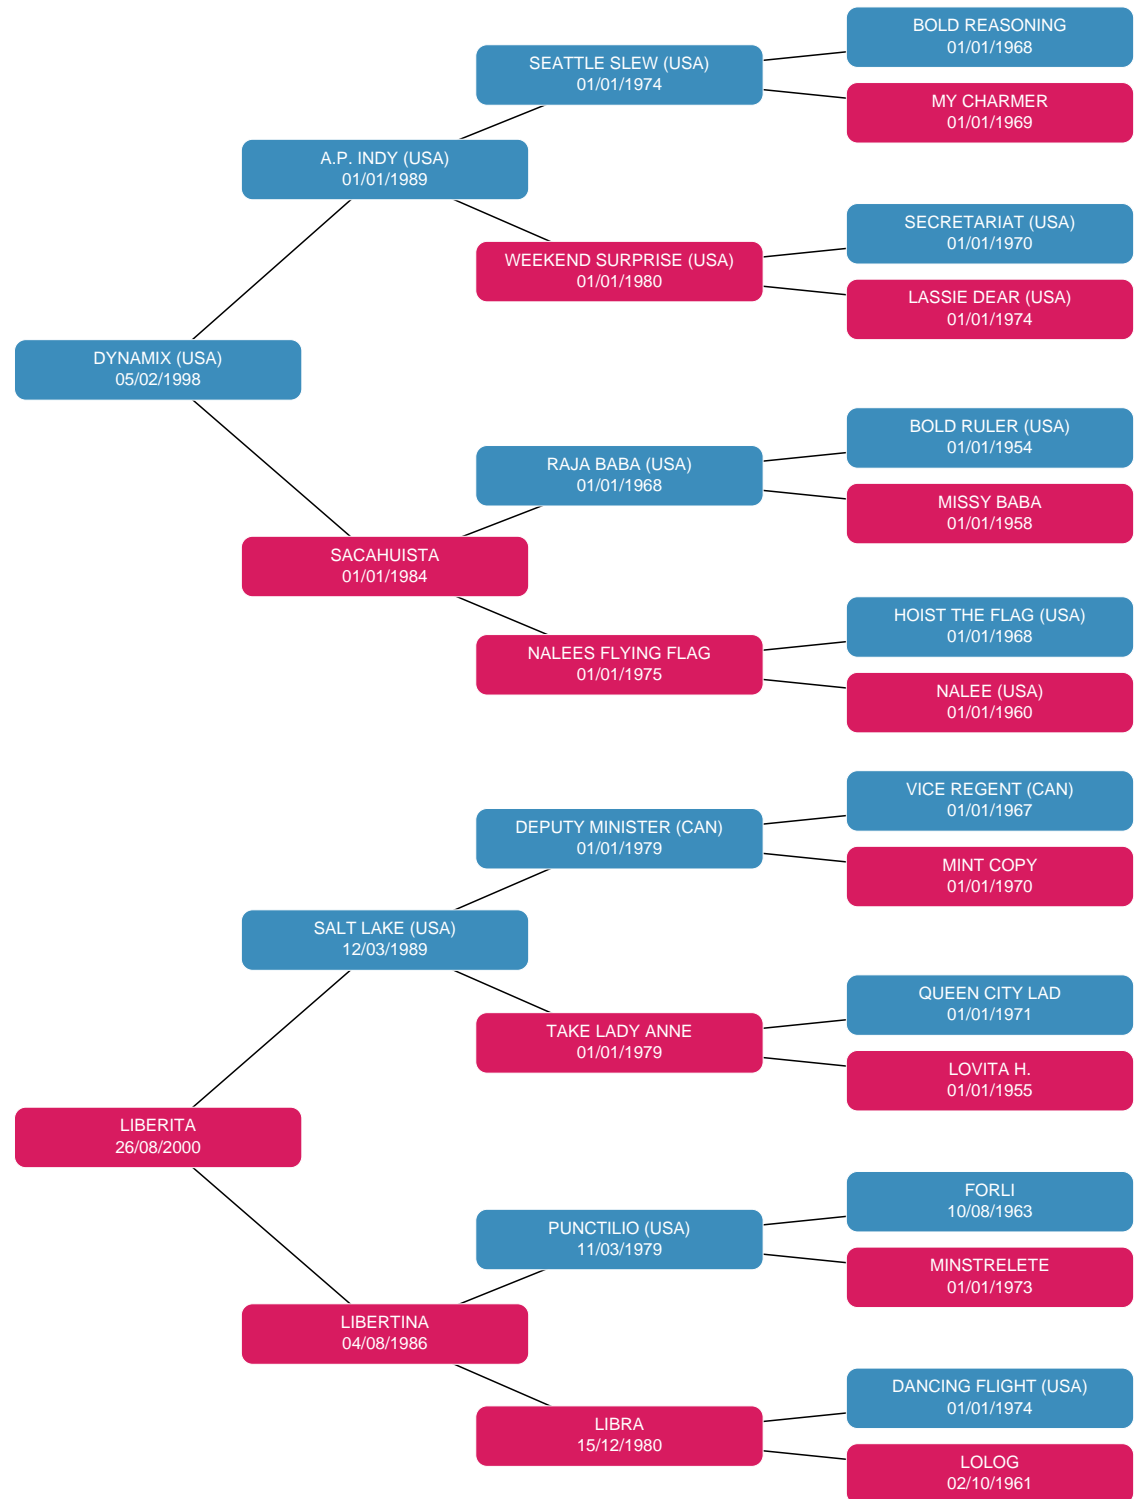 BOLD REASONING
01/01/1968
SEATTLE SLEW (USA)
01/01/1974
MY CHARMER
01/01/1969
A.P. INDY (USA)
01/01/1989
SECRETARIAT (USA)
01/01/1970
WEEKEND SURPRISE (USA)
01/01/1980
LASSIE DEAR (USA)
01/01/1974
DYNAMIX (USA)
05/02/1998
BOLD RULER (USA)
01/01/1954
RAJA BABA (USA)
01/01/1968
MISSY BABA
01/01/1958
SACAHUISTA
01/01/1984
HOIST THE FLAG (USA)
01/01/1968
NALEES FLYING FLAG
01/01/1975
NALEE (USA)
01/01/1960
VICE REGENT (CAN)
01/01/1967
DEPUTY MINISTER (CAN)
01/01/1979
MINT COPY
01/01/1970
SALT LAKE (USA)
12/03/1989
QUEEN CITY LAD
01/01/1971
TAKE LADY ANNE
01/01/1979
LOVITA H.
01/01/1955
LIBERITA
26/08/2000
FORLI
10/08/1963
PUNCTILIO (USA)
11/03/1979
MINSTRELETE
01/01/1973
LIBERTINA
04/08/1986
DANCING FLIGHT (USA)
01/01/1974
LIBRA
15/12/1980
LOLOG
02/10/1961